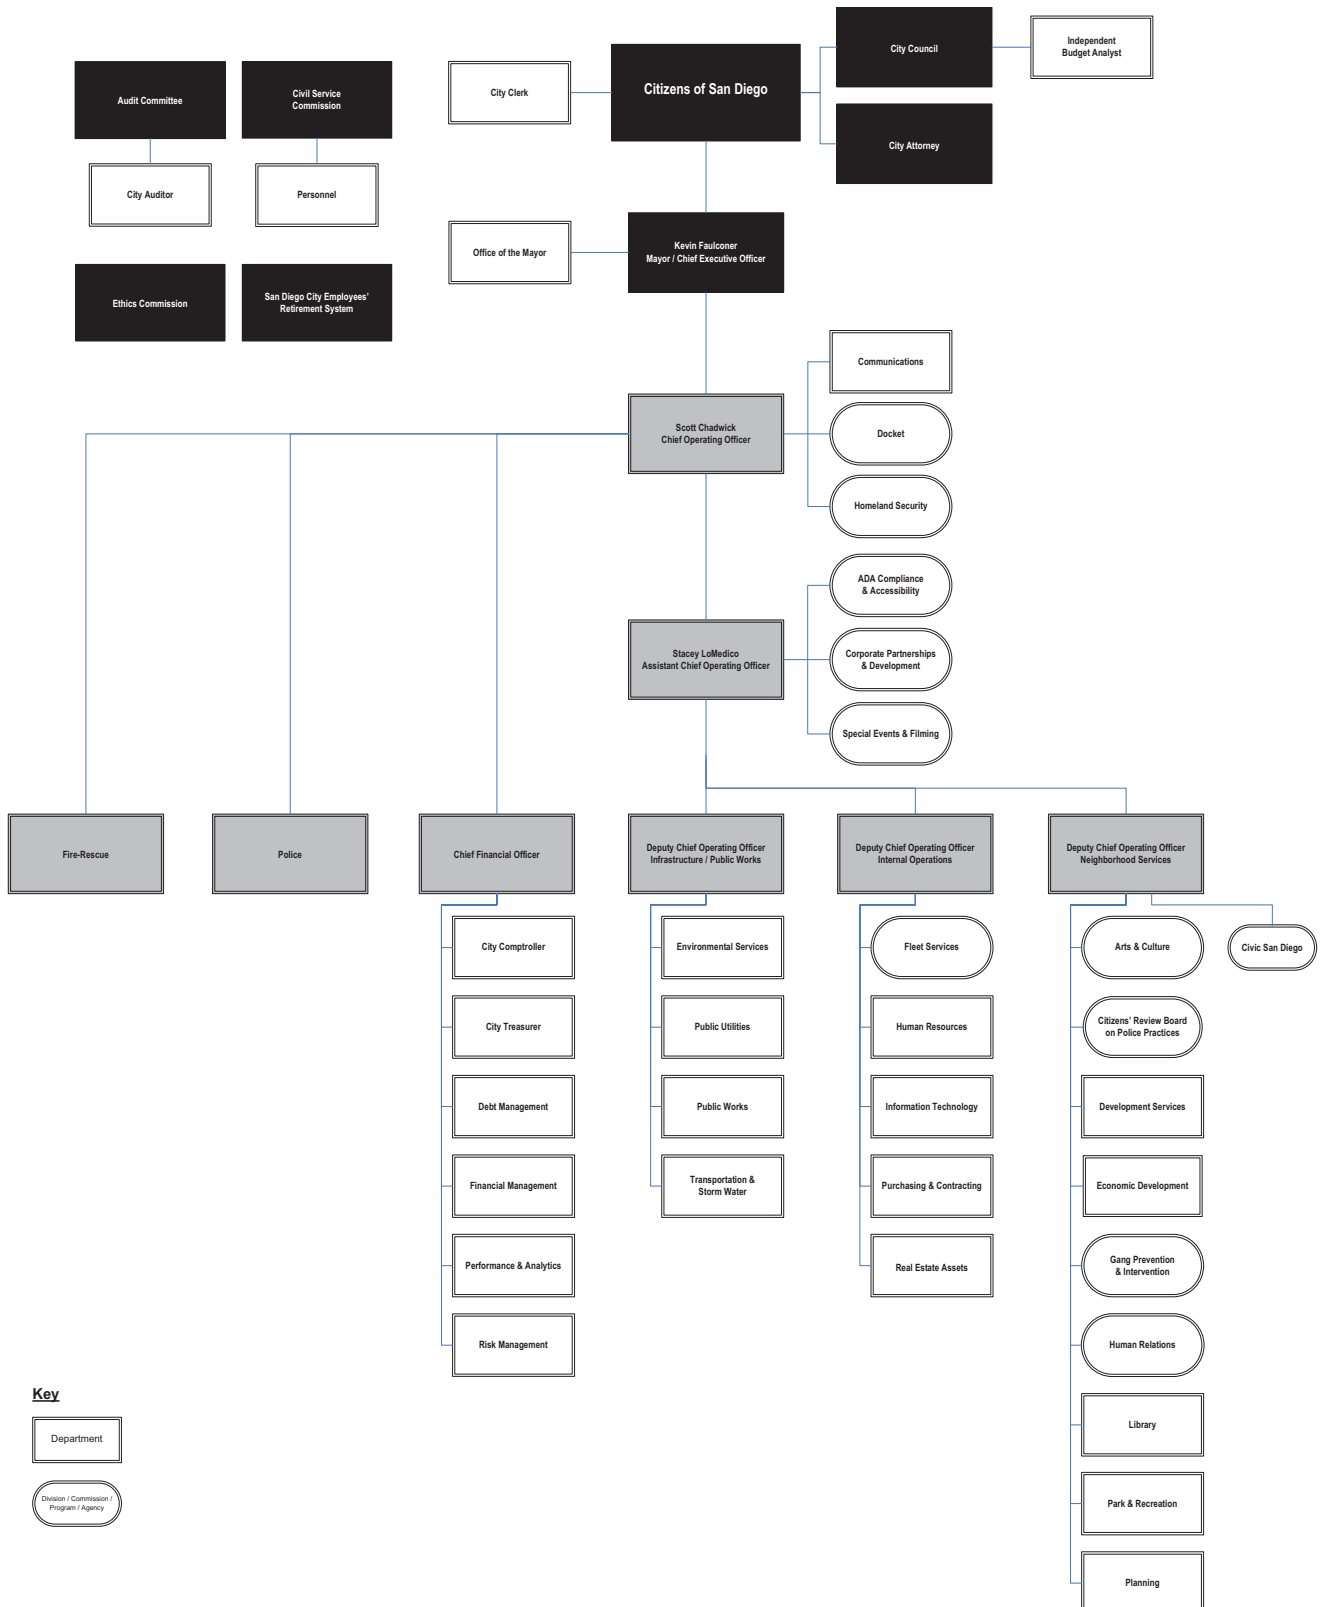 Citizens of San Diego
City Council
Independent
Budget Analyst
City Clerk
City Attorney
Audit Committee
Civil Service
Commission
City Auditor
Personnel
Ethics Commission
San Diego City Employees'
Retirement System
Office of the Mayor
Kevin Faulconer
Mayor / Chief Executive Officer
Communications
Scott Chadwick
Chief Operating Officer
Docket
Homeland Security
ADA Compliance
& Accessibility
Stacey LoMedico
Assistant Chief Operating Officer
Corporate Partnerships
& Development
Special Events & Filming
Fire-Rescue
Police
Chief Financial Officer
Deputy Chief Operating Officer
Infrastructure / Public Works
Deputy Chief Operating Officer
Internal Operations
Deputy Chief Operating Officer
Neighborhood Services
City Comptroller
City Treasurer
Debt Management
Financial Management
Performance & Analytics
Risk Management
Environmental Services
Public Utilities
Public Works
Transportation &
Storm Water
Fleet Services
Human Resources
Information Technology
Purchasing & Contracting
Real Estate Assets
Arts & Culture
Civic San Diego
Citizens' Review Board
on Police Practices
Development Services
Economic Development
Gang Prevention
& Intervention
Human Relations
Library
Park & Recreation
Planning
Key
Department
Division / Commission /
Program / Agency